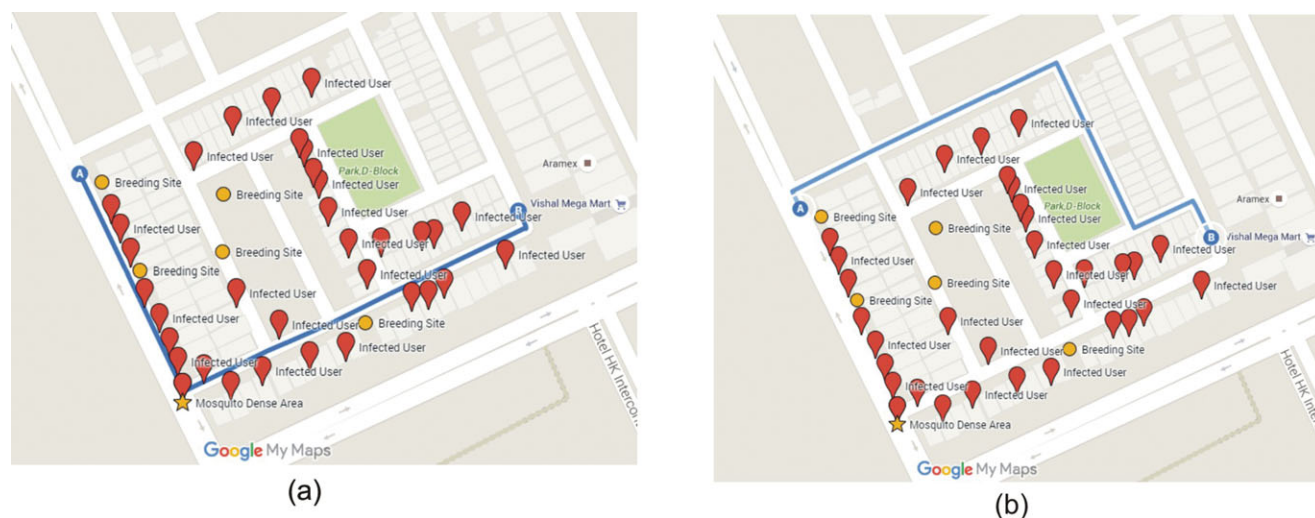 Infected User
Infected User
Infected User
Infected User
Park,D-Block
Breeding Site
Infected User
Breeding Site
Aramex
Vishal Mega Mart
A
B
Infected User
Infected User
Infected User
Infected User
Breeding Site
Breeding Site
Infected User
Infected User
Infected User
Infected User
Breeding Site
Infected User
Infected User
Infected User
Mosquito Dense Area
Hotel HK Intercon
Google My Maps
(a)
Infected User
Infected User
Infected User
Infected User
Park,D-Block
Infected User
Aramex
Vishal Mega Mart
A
B
Breeding Site
Breeding Site
Infected User
Infected User
Infected User
Infected User
Breeding Site
Breeding Site
Infected User
Infected User
Infected User
Infected User
Breeding Site
Infected User
Infected User
Infected User
Mosquito Dense Area
Hotel HK Inter
Google My Maps
(b)